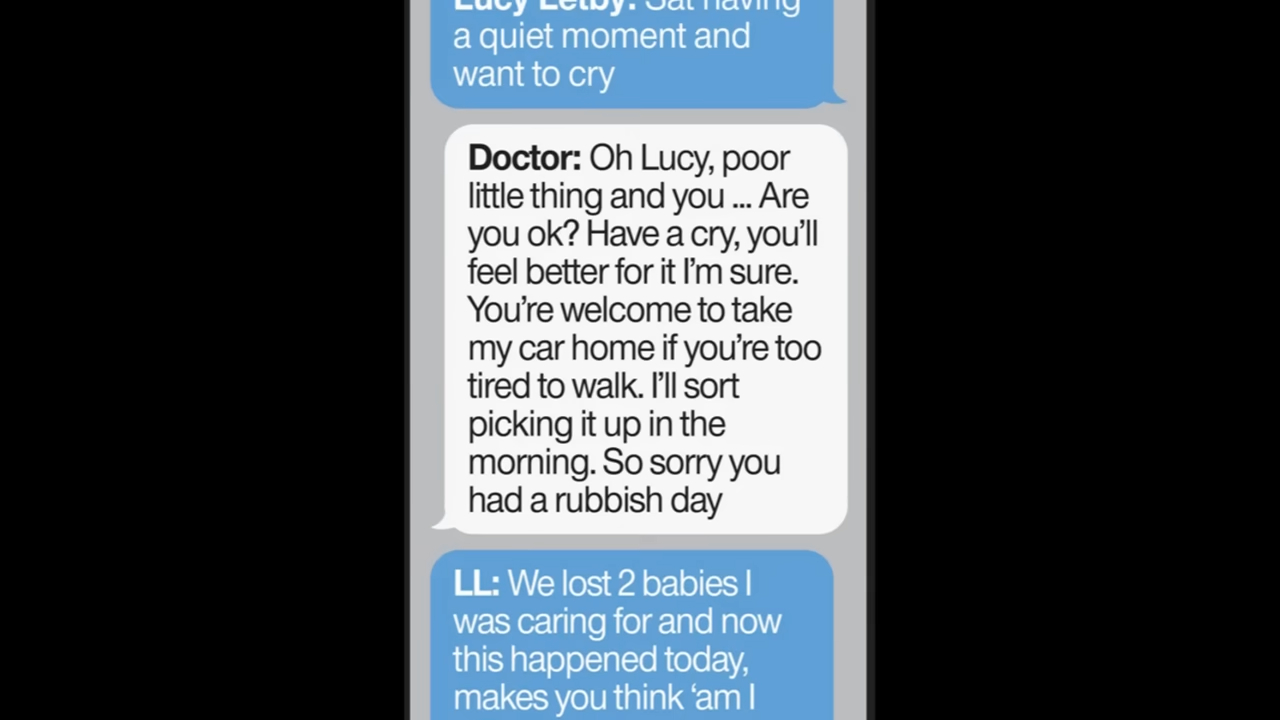 Lucy Letby: Sat having
a quiet moment and
want to cry
Doctor: Oh Lucy, poor
little thing and you ... Are
you ok? Have a cry, you’ll
feel better for it I’m sure.
You’re welcome to take
my car home if you’re too
tired to walk. I’ll sort
picking it up in the
morning. So sorry you
had a rubbish day
LL: We lost 2 babies I
was caring for and now
this happened today,
makes you think ‘am I